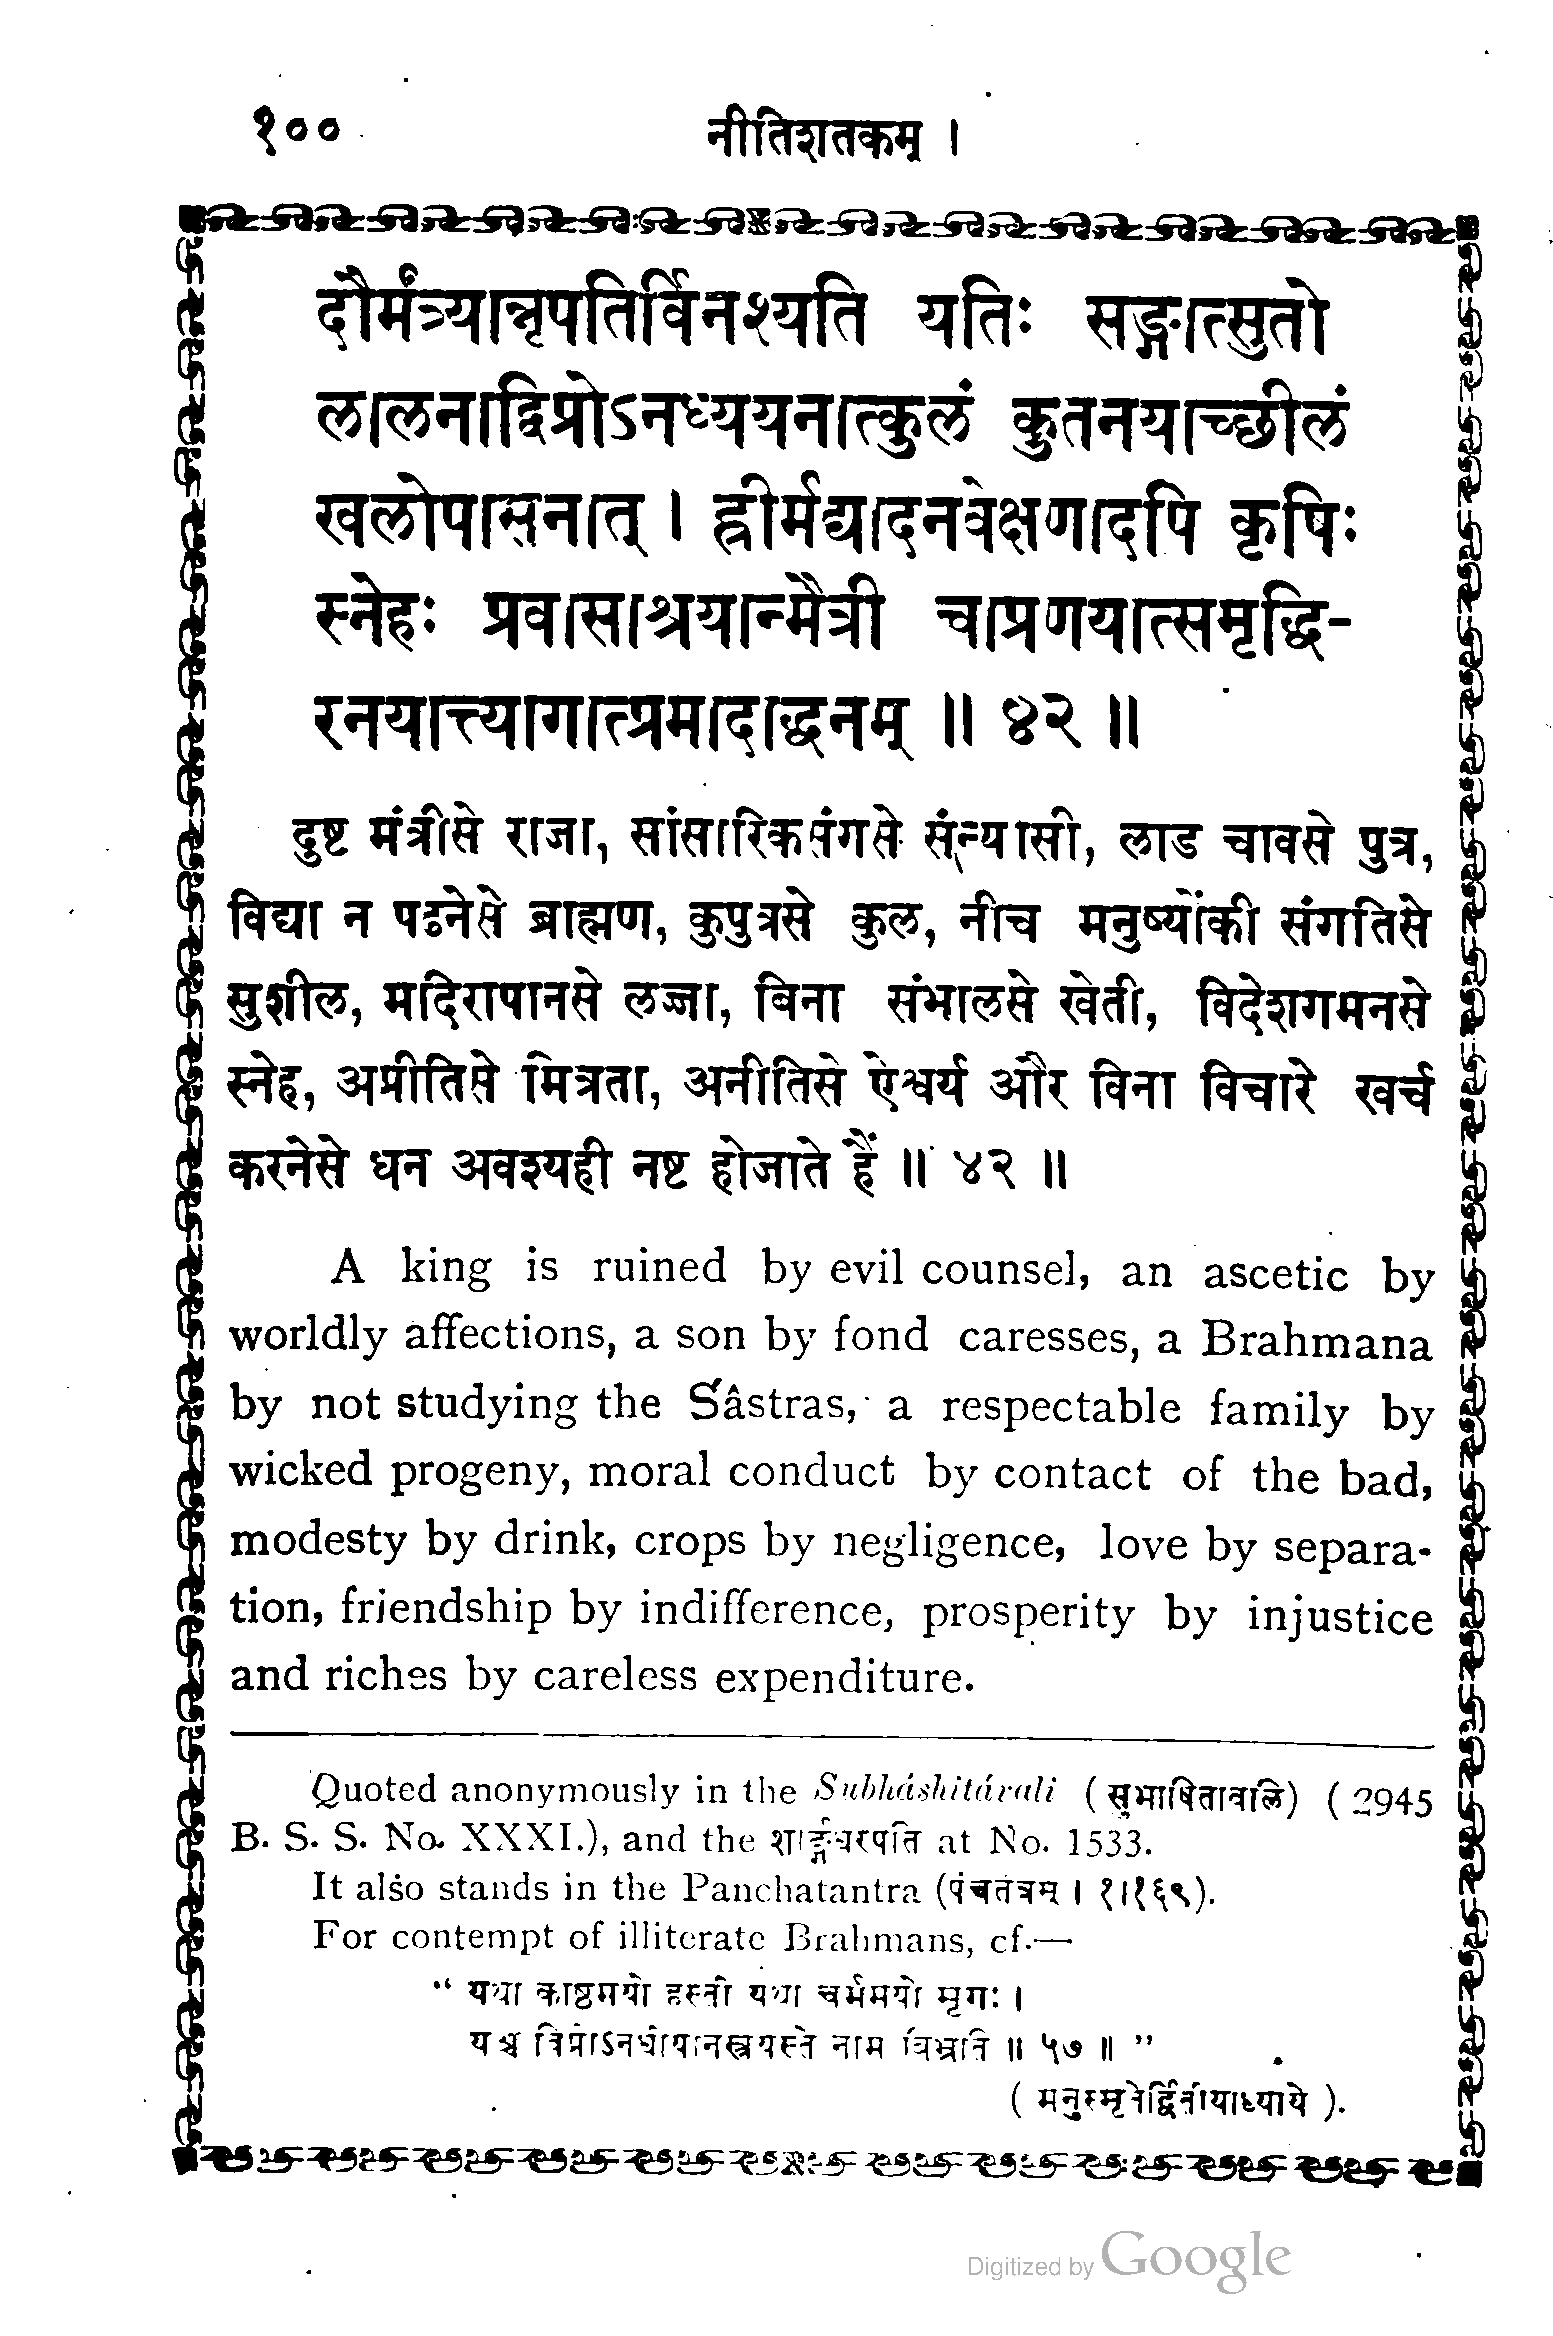 १०० नीतिशतकम् ।
दौर्मंत्र्यान्नृपतिर्विनश्यति यतिः सङ्गात्सुतो
लालनाद्विप्रोऽनध्ययनात्कुलं कुतनयाच्छीलं
खलोपासनात् । ह्रीर्मद्यादनवेक्षणादपि कृषिः
स्नेहः प्रवासाश्रयान्मैत्री चाप्रणयात्समृद्धि-
रनयात्त्यागात्प्रमादाद्धनम् ॥ ४२ ॥
दुष्ट मंत्रीसे राजा, सांसारिकसंगसे संन्यासी, लाड चावसे पुत्र,
विद्या न पढनेसे ब्राह्मण, कुपुत्रसे कुल, नीच मनुष्योंकी संगतिसे
सुशील, मदिरापानसे लज्जा, बिना संभालसे खेती, विदेशगमनसे
स्नेह, अप्रीतिसे मित्रता, अनीतिसे ऐश्वर्य और विना विचारे खर्च
करनेसे धन अवश्यही नष्ट होजाते हैं ॥ ४२ ॥
A king is ruined by evil counsel, an ascetic by
worldly affections, a son by fond caresses, a Brahmana
by not studying the Śâstras, a respectable family by
wicked progeny, moral conduct by contact of the bad,
modesty by drink, crops by negligence, love by separa-
tion, friendship by indifference, prosperity by injustice
and riches by careless expenditure.
Quoted anonymously in the Subháshitávali ( सुभाषितावलि) ( 2945
B. S. S. No. XXXI.), and the शार्ङ्गधरपति at No. 1533.
It also stands in the Panchatantra (पंचतंत्रम् । १।१६९).
For contempt of illiterate Brahmans, cf.—
“ यथा काष्ठमयो हस्ती यथा चर्ममयो मृगः ।
यश्च विप्रोऽनधीयानस्त्रयस्ते नाम बिभ्रति ॥ ५७ ॥ ”
( मनुस्मृतेर्द्वितीयाध्याये ).
Digitized by Google